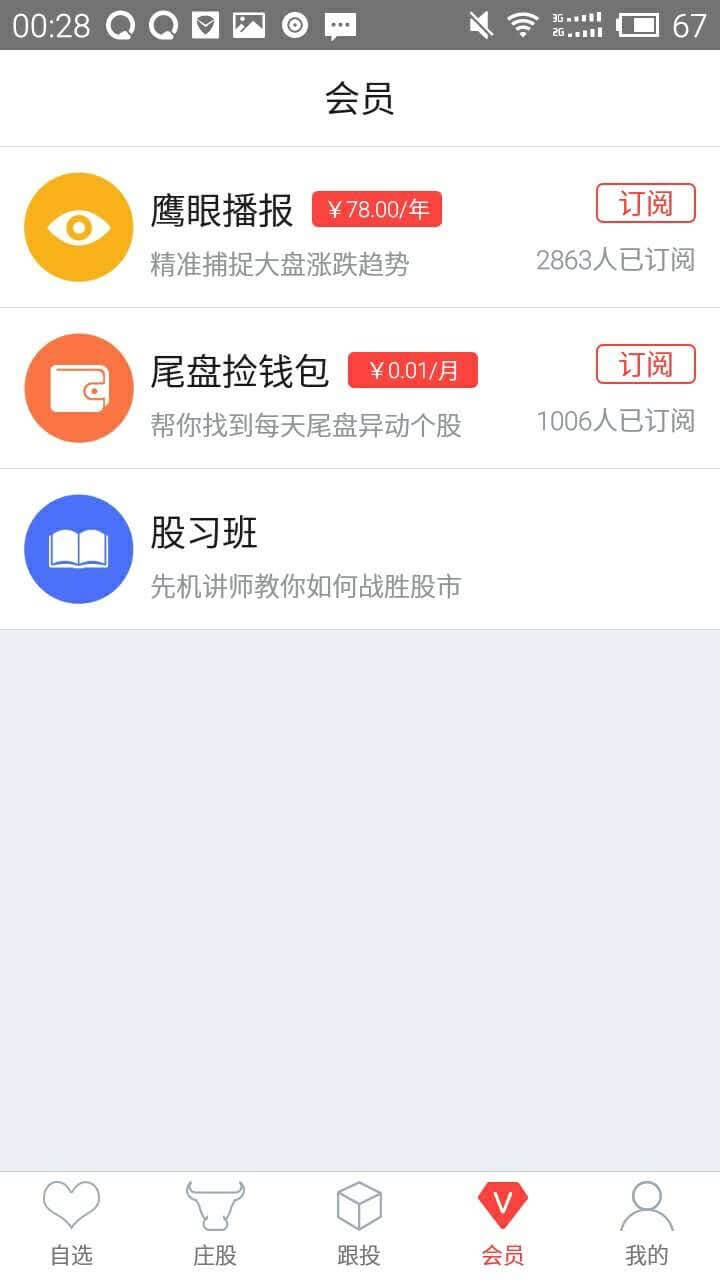 00:28
3G
2G
67
会员
鹰眼播报 ￥78.00/年 订阅
精准捕捉大盘涨跌趋势 2863人已订阅
尾盘捡钱包 ￥0.01/月 订阅
帮你找到每天尾盘异动个股 1006人已订阅
股习班
先机讲师教你如何战胜股市
V
自选 庄股 跟投 会员 我的